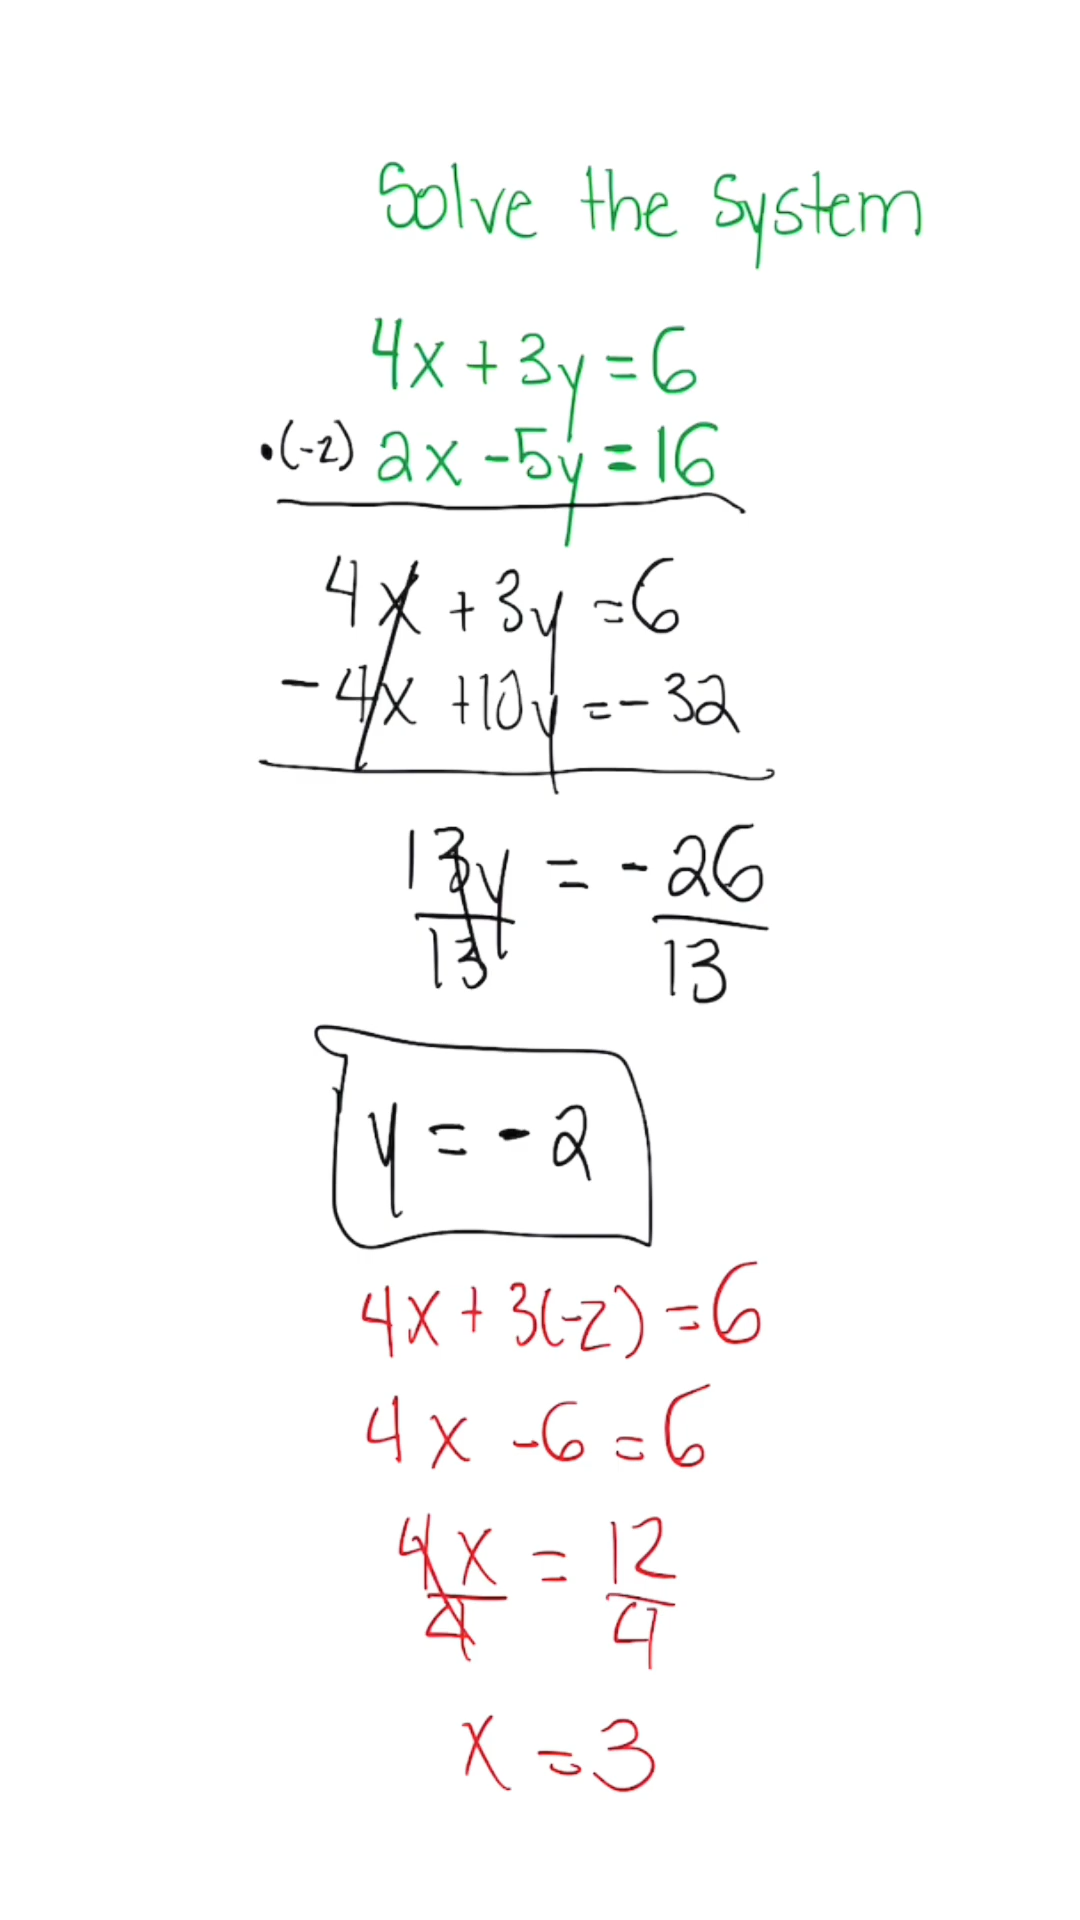 Solve the System
4x + 3y = 6
•(-2) 2x - 5y = 16
4x + 3y = 6
- 4x + 10y = - 32
13y = - 26
13 13
y = - 2
4x + 3(-2) = 6
4x - 6 = 6
4x = 12
4 4
x = 3